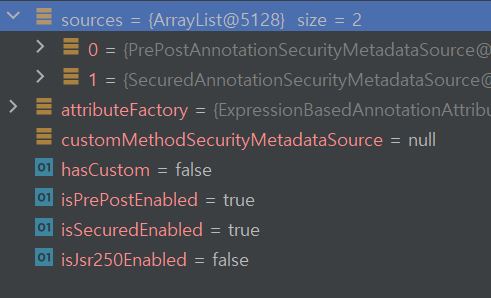 sources = {ArrayList@5128} size = 2
0 = {PrePostAnnotationSecurityMetadataSource@
1 = {SecuredAnnotationSecurityMetadataSource@
attributeFactory = {ExpressionBasedAnnotationAttrib
customMethodSecurityMetadataSource = null
01 hasCustom = false
01 isPrePostEnabled = true
01 isSecuredEnabled = true
01 isJsr250Enabled = false